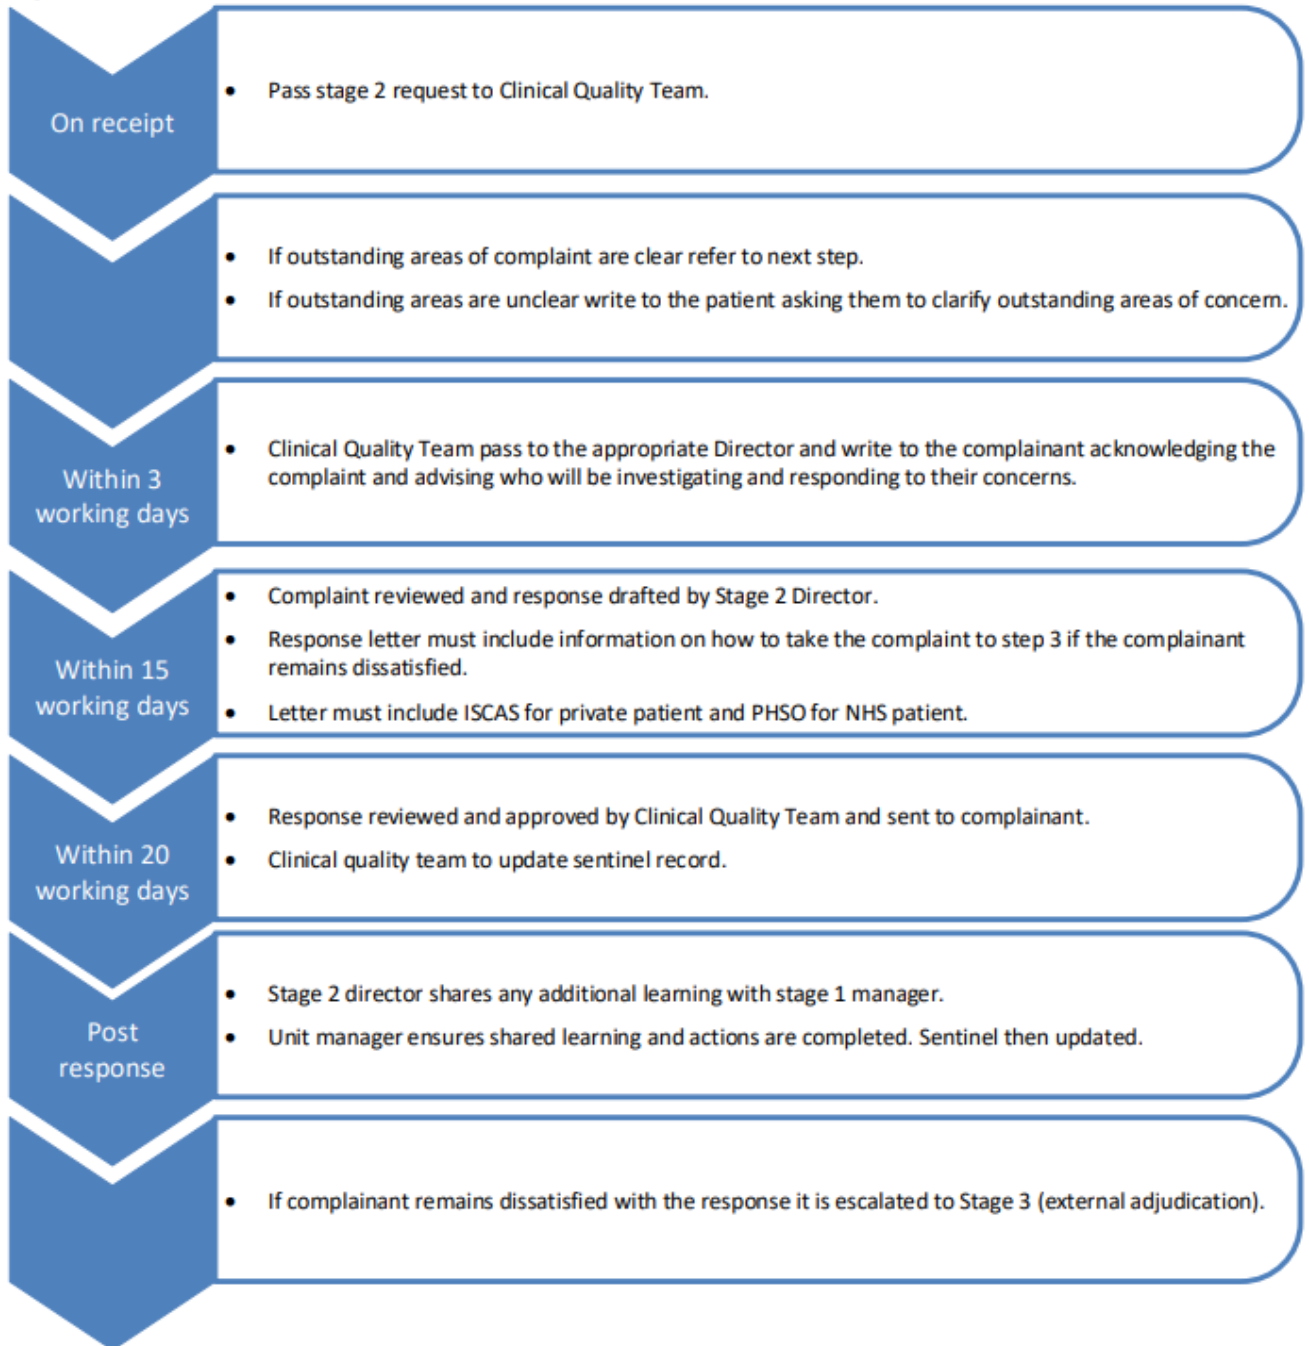 On receipt
• Pass stage 2 request to Clinical Quality Team.
• If outstanding areas of complaint are clear refer to next step.
• If outstanding areas are unclear write to the patient asking them to clarify outstanding areas of concern.
Within 3
working days
• Clinical Quality Team pass to the appropriate Director and write to the complainant acknowledging the
complaint and advising who will be investigating and responding to their concerns.
Within 15
working days
• Complaint reviewed and response drafted by Stage 2 Director.
• Response letter must include information on how to take the complaint to step 3 if the complainant
remains dissatisfied.
• Letter must include ISCAS for private patient and PHSO for NHS patient.
Within 20
working days
• Response reviewed and approved by Clinical Quality Team and sent to complainant.
• Clinical quality team to update sentinel record.
Post
response
• Stage 2 director shares any additional learning with stage 1 manager.
• Unit manager ensures shared learning and actions are completed. Sentinel then updated.
• If complainant remains dissatisfied with the response it is escalated to Stage 3 (external adjudication).